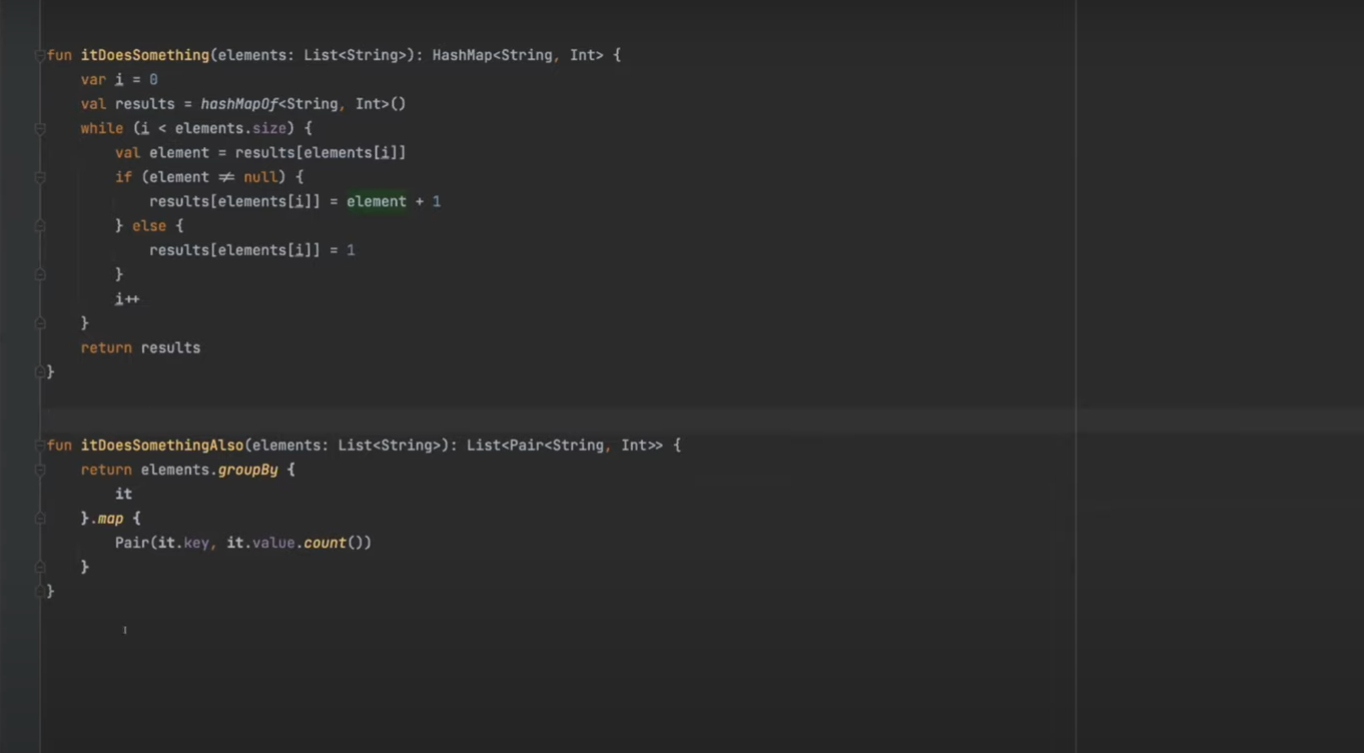 fun itDoesSomething(elements: List<String>): HashMap<String, Int> {
    var i = 0
    val results = hashMapOf<String, Int>()
    while (i < elements.size) {
        val element = results[elements[i]]
        if (element ≠ null) {
            results[elements[i]] = element + 1
        } else {
            results[elements[i]] = 1
        }
        i++
    }
    return results
}
fun itDoesSomethingAlso(elements: List<String>): List<Pair<String, Int>> {
    return elements.groupBy {
        it
    }.map {
        Pair(it.key, it.value.count())
    }
}